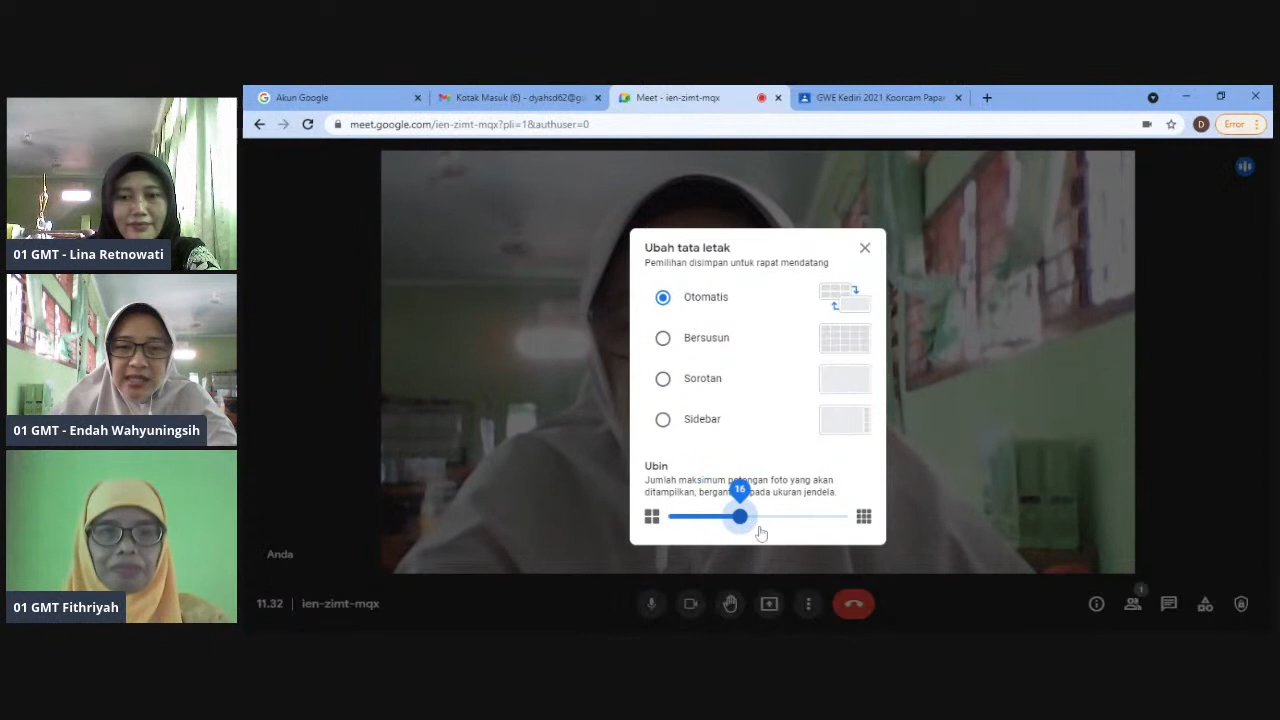 Akun Google
Kotak Masuk (6) - dyahsd62@gu
Meet - ien-zimt-mqx
GWE Kediri 2021 Koorcam Papar
meet.google.com/ien-zimt-mqx?pli=1&authuser=0
D
Error
01 GMT - Lina Retnowati
01 GMT - Endah Wahyuningsih
01 GMT Fithriyah
Ubah tata letak
Pemilihan disimpan untuk rapat mendatang
Otomatis
Bersusun
Sorotan
Sidebar
Ubin
Jumlah maksimum potongan foto yang akan
ditampilkan, pada ukuran jendela.
16
Anda
11.32 | ien-zimt-mqx
1